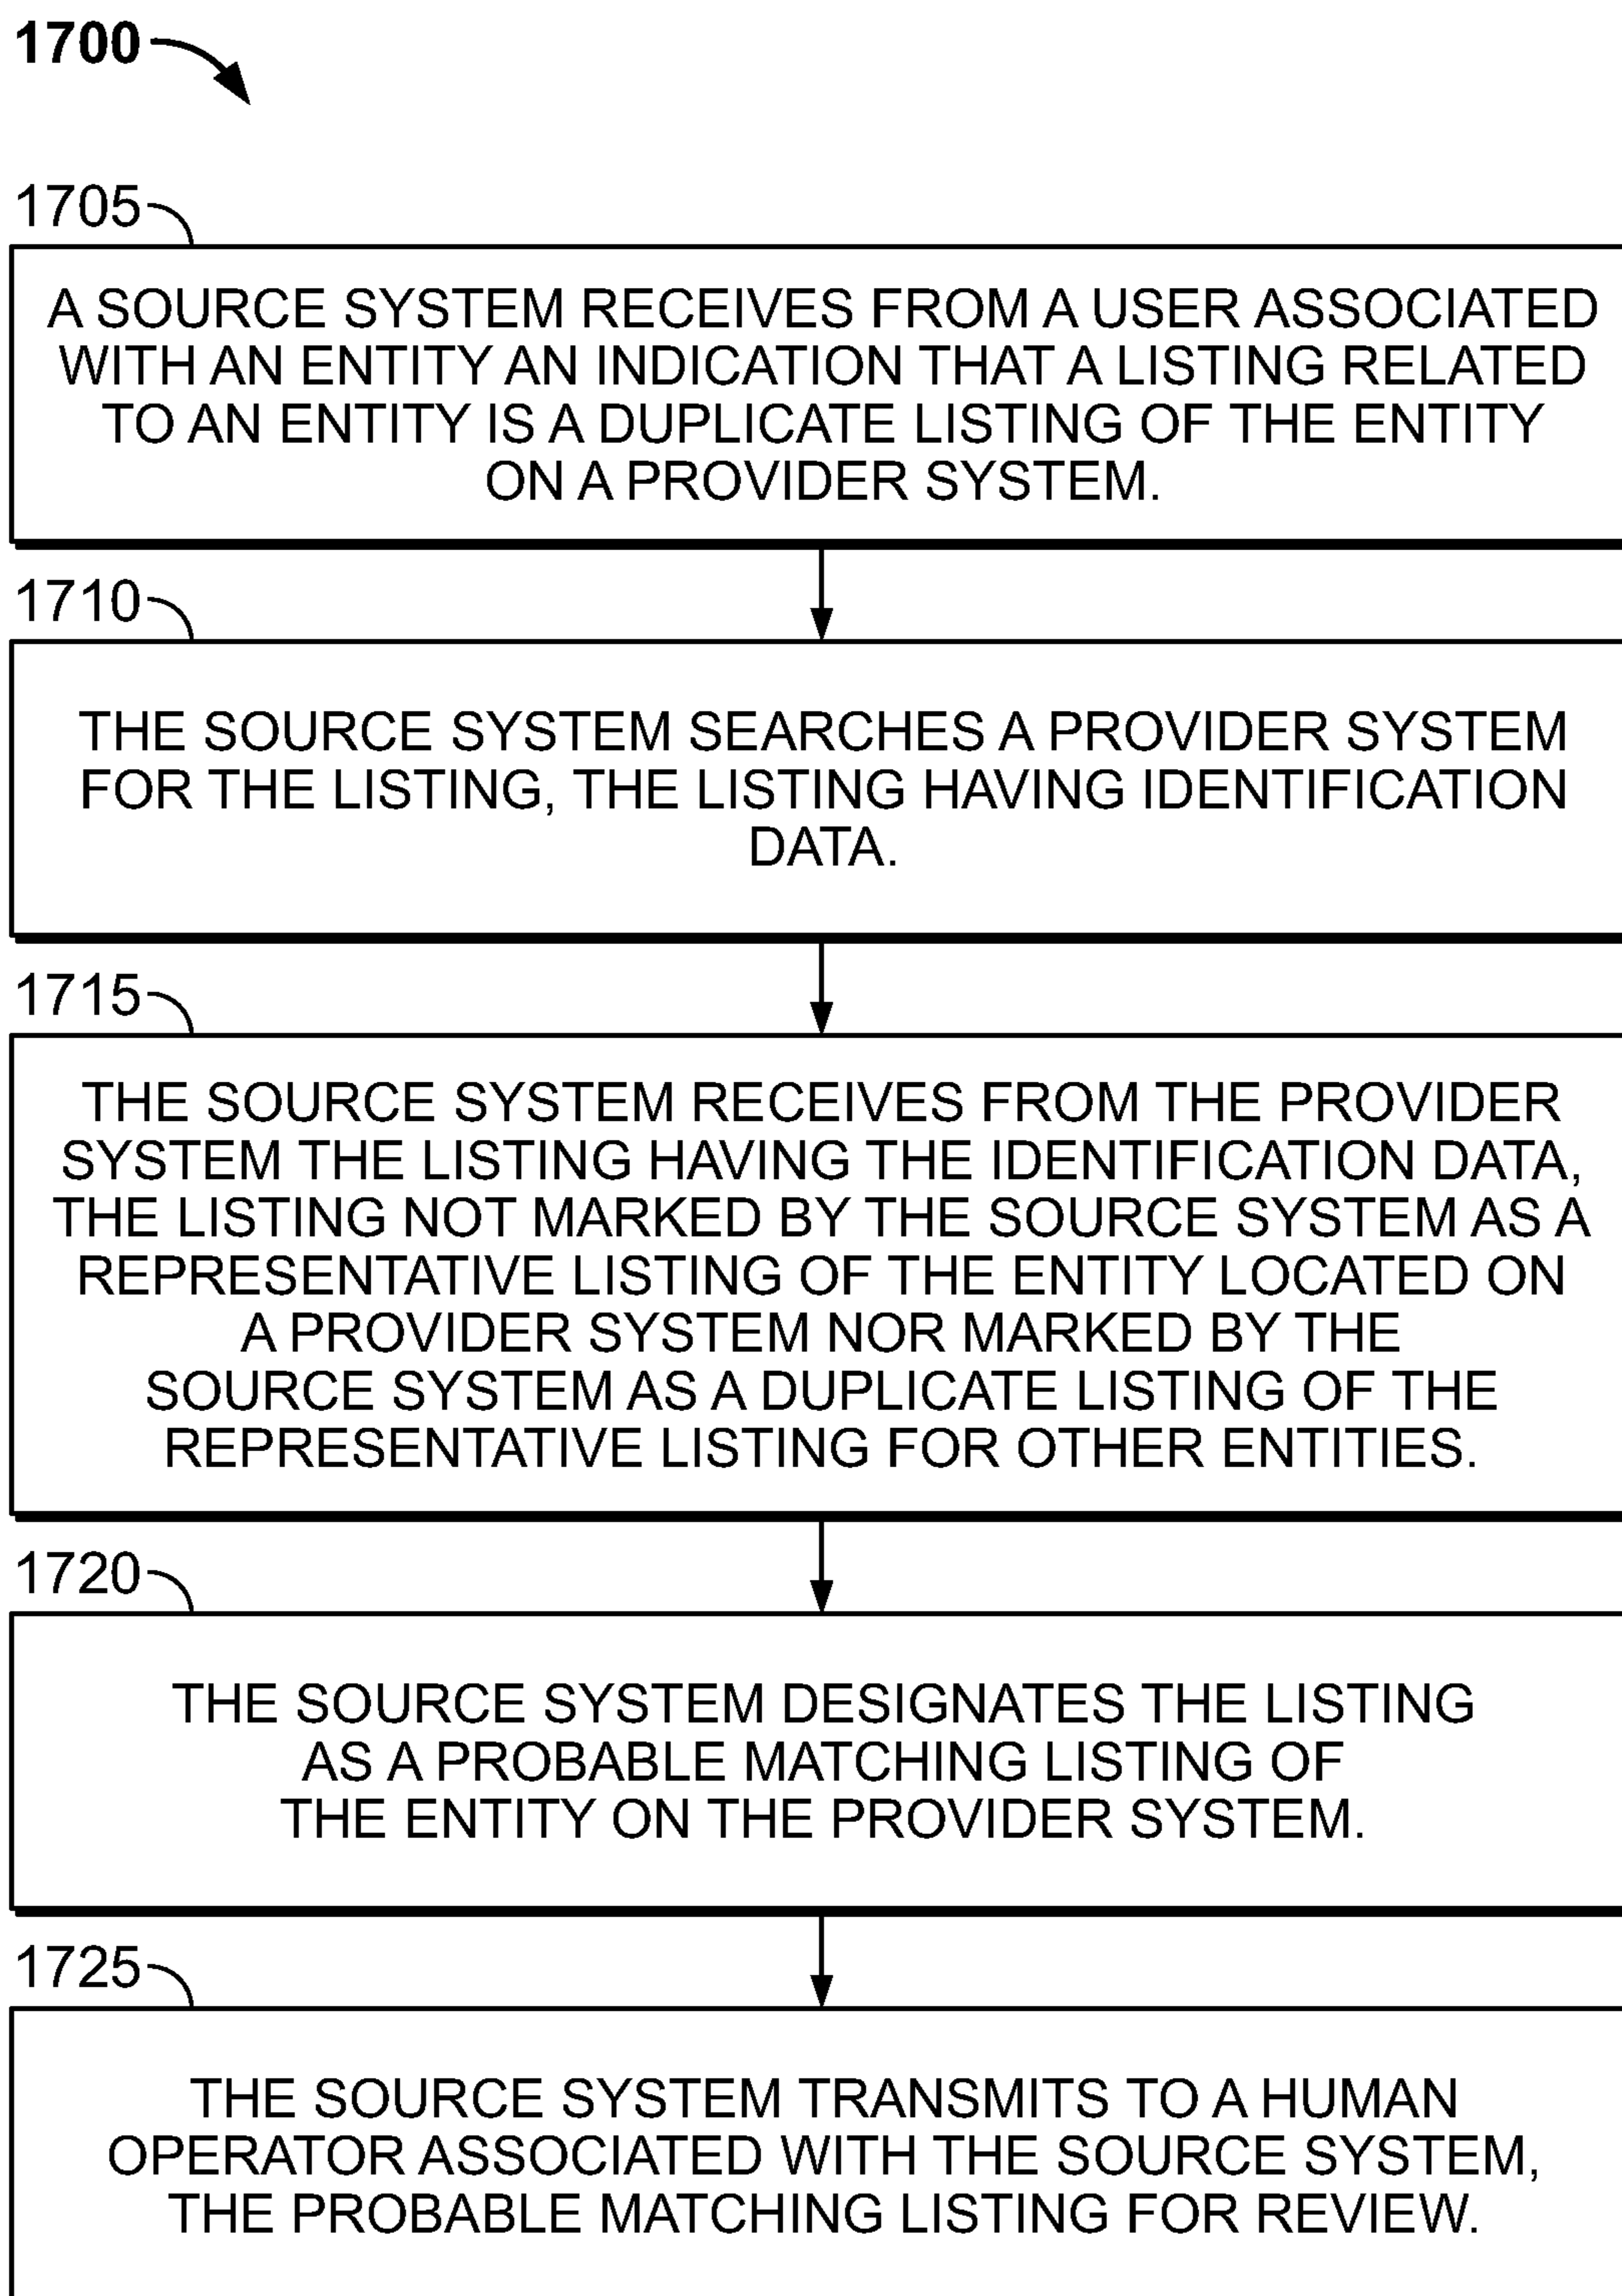 1700
1705
A SOURCE SYSTEM RECEIVES FROM A USER ASSOCIATED
WITH AN ENTITY AN INDICATION THAT A LISTING RELATED
TO AN ENTITY IS A DUPLICATE LISTING OF THE ENTITY
ON A PROVIDER SYSTEM.
1710
THE SOURCE SYSTEM SEARCHES A PROVIDER SYSTEM
FOR THE LISTING, THE LISTING HAVING IDENTIFICATION
DATA.
1715
THE SOURCE SYSTEM RECEIVES FROM THE PROVIDER
SYSTEM THE LISTING HAVING THE IDENTIFICATION DATA,
THE LISTING NOT MARKED BY THE SOURCE SYSTEM AS A
REPRESENTATIVE LISTING OF THE ENTITY LOCATED ON
A PROVIDER SYSTEM NOR MARKED BY THE
SOURCE SYSTEM AS A DUPLICATE LISTING OF THE
REPRESENTATIVE LISTING FOR OTHER ENTITIES.
1720
THE SOURCE SYSTEM DESIGNATES THE LISTING
AS A PROBABLE MATCHING LISTING OF
THE ENTITY ON THE PROVIDER SYSTEM.
1725
THE SOURCE SYSTEM TRANSMITS TO A HUMAN
OPERATOR ASSOCIATED WITH THE SOURCE SYSTEM,
THE PROBABLE MATCHING LISTING FOR REVIEW.